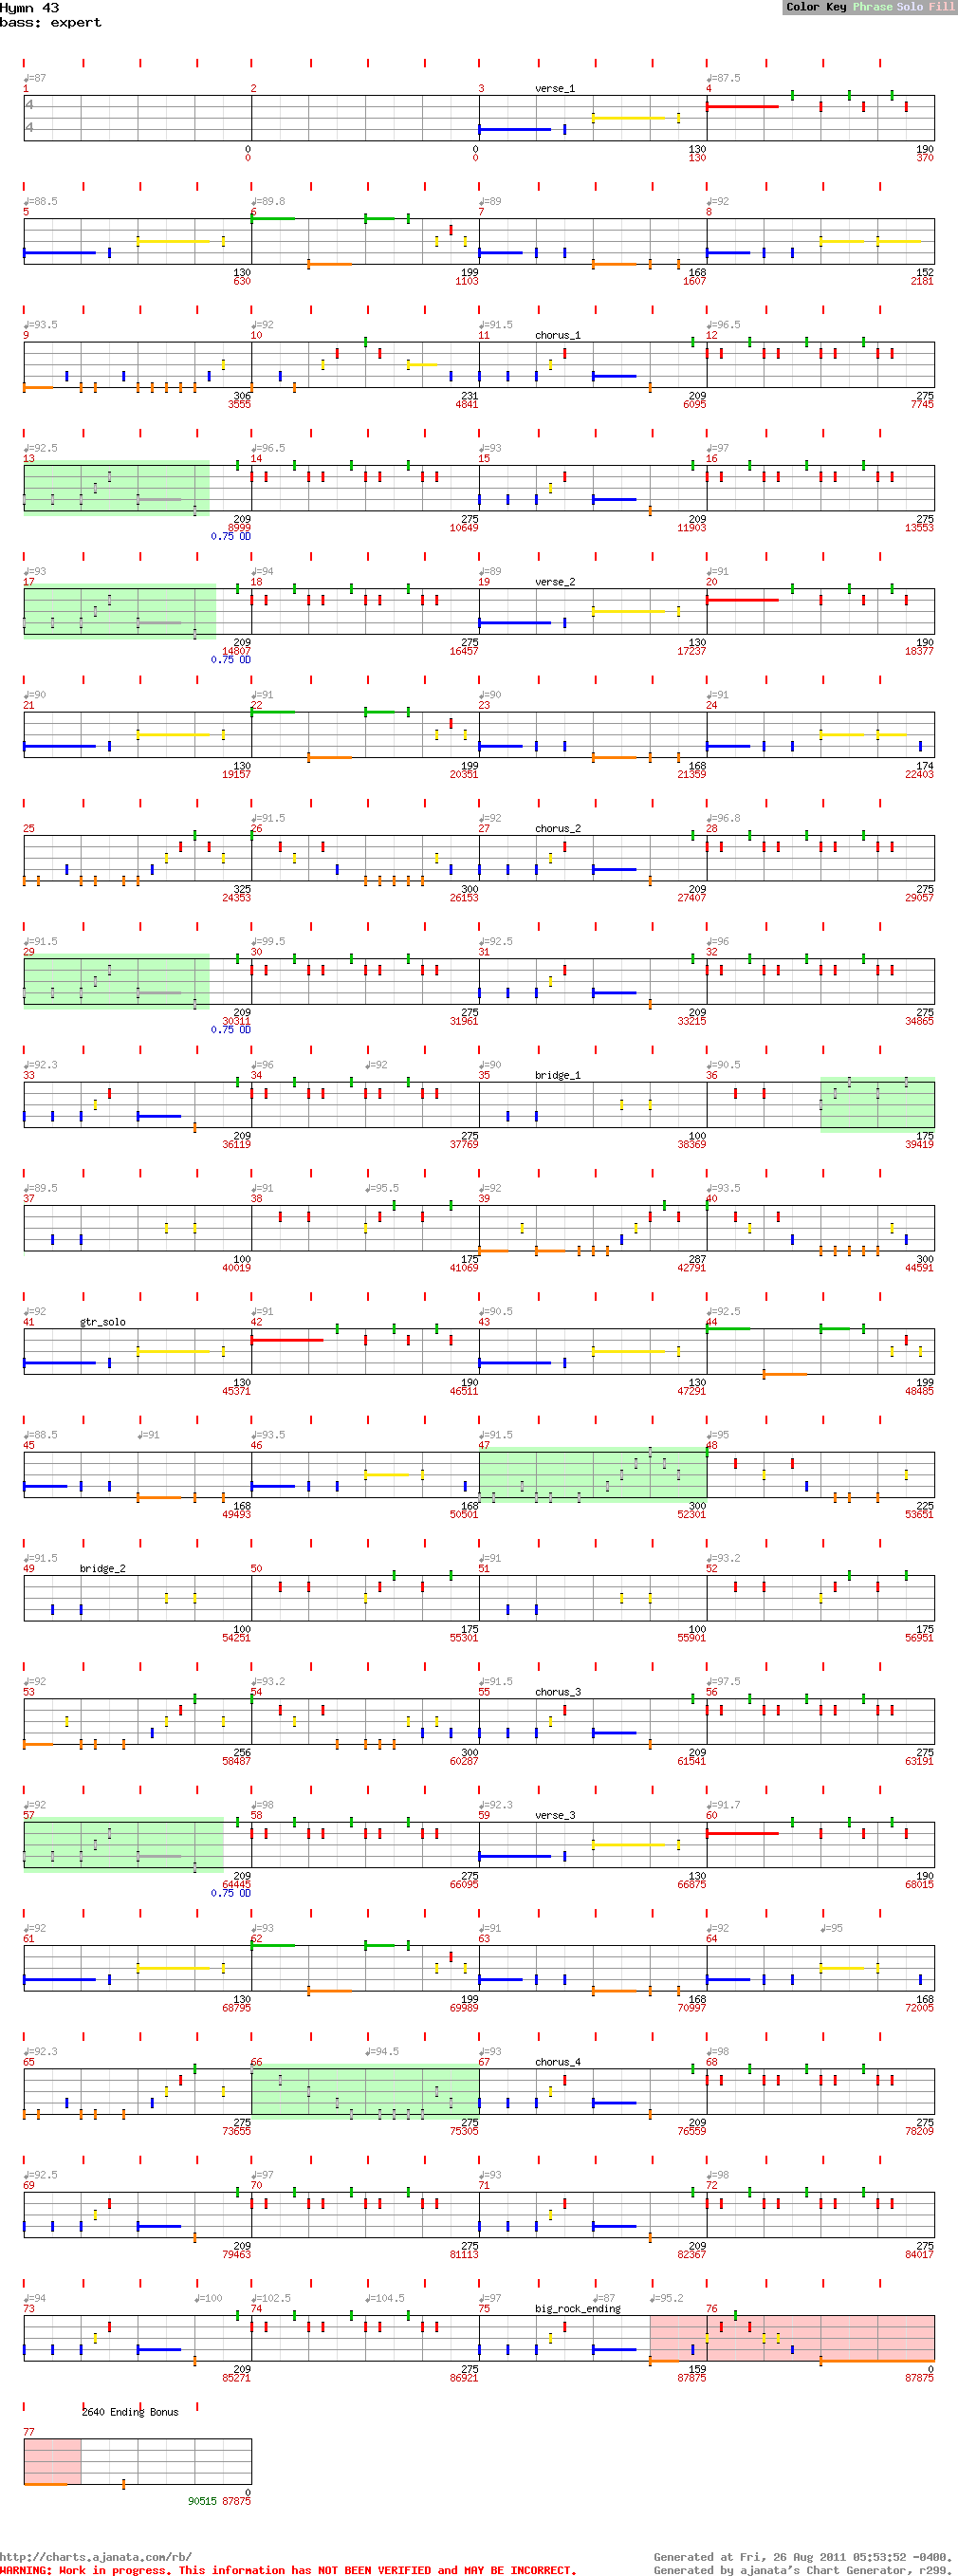 Hymn 43
bass: expert
Color Key Phrase Solo Fill
♩=87 ♩=87.5
1 2 3 verse_1 4
4
4
0 0 130 190
0 0 130 370
♩=88.5 ♩=89.8 ♩=89 ♩=92
5 6 7 8
130 199 168 152
630 1103 1607 2181
♩=93.5 ♩=92 ♩=91.5 ♩=96.5
9 10 11 chorus_1 12
306 231 209 275
3555 4841 6095 7745
♩=92.5 ♩=96.5 ♩=93 ♩=97
13 14 15 16
209 275 209 275
8999 10649 11903 13553
0.75 OD
♩=93 ♩=94 ♩=89 ♩=91
17 18 19 verse_2 20
209 275 130 190
14807 16457 17237 18377
0.75 OD
♩=90 ♩=91 ♩=90 ♩=91
21 22 23 24
130 199 168 174
19157 20351 21359 22403
♩=91.5 ♩=92 ♩=96.8
25 26 27 chorus_2 28
325 300 209 275
24353 26153 27407 29057
♩=91.5 ♩=99.5 ♩=92.5 ♩=96
29 30 31 32
209 275 209 275
30311 31961 33215 34865
0.75 OD
♩=92.3 ♩=96 ♩=92 ♩=90 ♩=90.5
33 34 35 bridge_1 36
209 275 100 175
36119 37769 38369 39419
♩=89.5 ♩=91 ♩=95.5 ♩=92 ♩=93.5
37 38 39 40
100 175 287 300
40019 41069 42791 44591
♩=92 ♩=91 ♩=90.5 ♩=92.5
41 gtr_solo 42 43 44
130 190 130 199
45371 46511 47291 48485
♩=88.5 ♩=91 ♩=93.5 ♩=91.5 ♩=95
45 46 47 48
168 168 300 225
49493 50501 52301 53651
♩=91.5 ♩=91 ♩=93.2
49 bridge_2 50 51 52
100 175 100 175
54251 55301 55901 56951
♩=92 ♩=93.2 ♩=91.5 ♩=97.5
53 54 55 chorus_3 56
256 300 209 275
58487 60287 61541 63191
♩=92 ♩=98 ♩=92.3 ♩=91.7
57 58 59 verse_3 60
209 275 130 190
64445 66095 66875 68015
0.75 OD
♩=92 ♩=93 ♩=91 ♩=92 ♩=95
61 62 63 64
130 199 168 168
68795 69989 70997 72005
♩=92.3 ♩=94.5 ♩=93 ♩=98
65 66 67 chorus_4 68
275 275 209 275
73655 75305 76559 78209
♩=92.5 ♩=97 ♩=93 ♩=98
69 70 71 72
209 275 209 275
79463 81113 82367 84017
♩=94 ♩=100 ♩=102.5 ♩=104.5 ♩=97 ♩=87 ♩=95.2
73 74 75 big_rock_ending 76
209 275 159 0
85271 86921 87875 87875
2640 Ending Bonus
77
0
90515 87875
http://charts.ajanata.com/rb/ Generated at Fri, 26 Aug 2011 05:53:52 -0400.
WARNING: Work in progress. This information has NOT BEEN VERIFIED and MAY BE INCORRECT. Generated by ajanata's Chart Generator, r299.